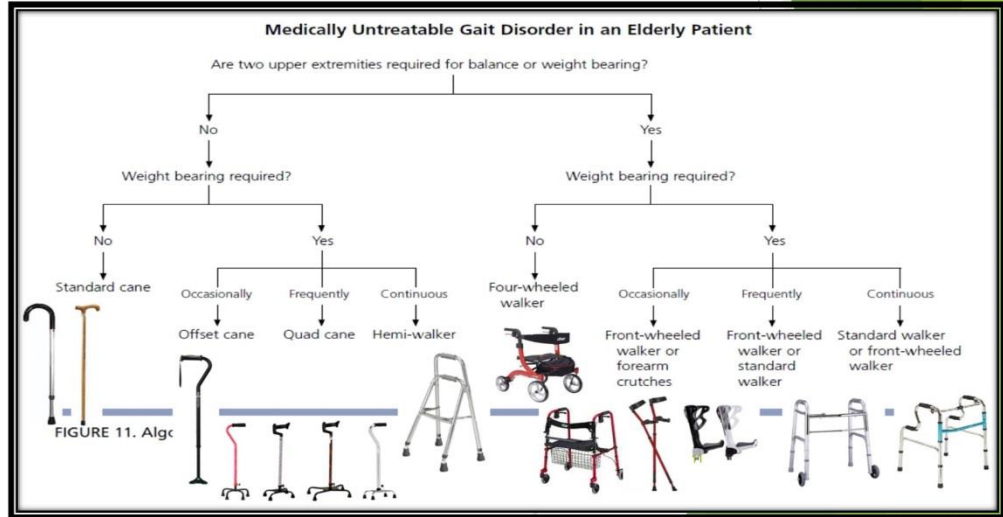 Medically Untreatable Gait Disorder in an Elderly Patient
Are two upper extremities required for balance or weight bearing?
No
Yes
Weight bearing required?
Weight bearing required?
No
Yes
No
Yes
Standard cane
Occasionally
Frequently
Continuous
Four-wheeled
walker
Occasionally
Frequently
Continuous
Offset cane
Quad cane
Hemi-walker
Front-wheeled
walker or
forearm
crutches
Front-wheeled
walker or
standard
walker
Standard walker
or front-wheeled
walker
FIGURE 11. Algo